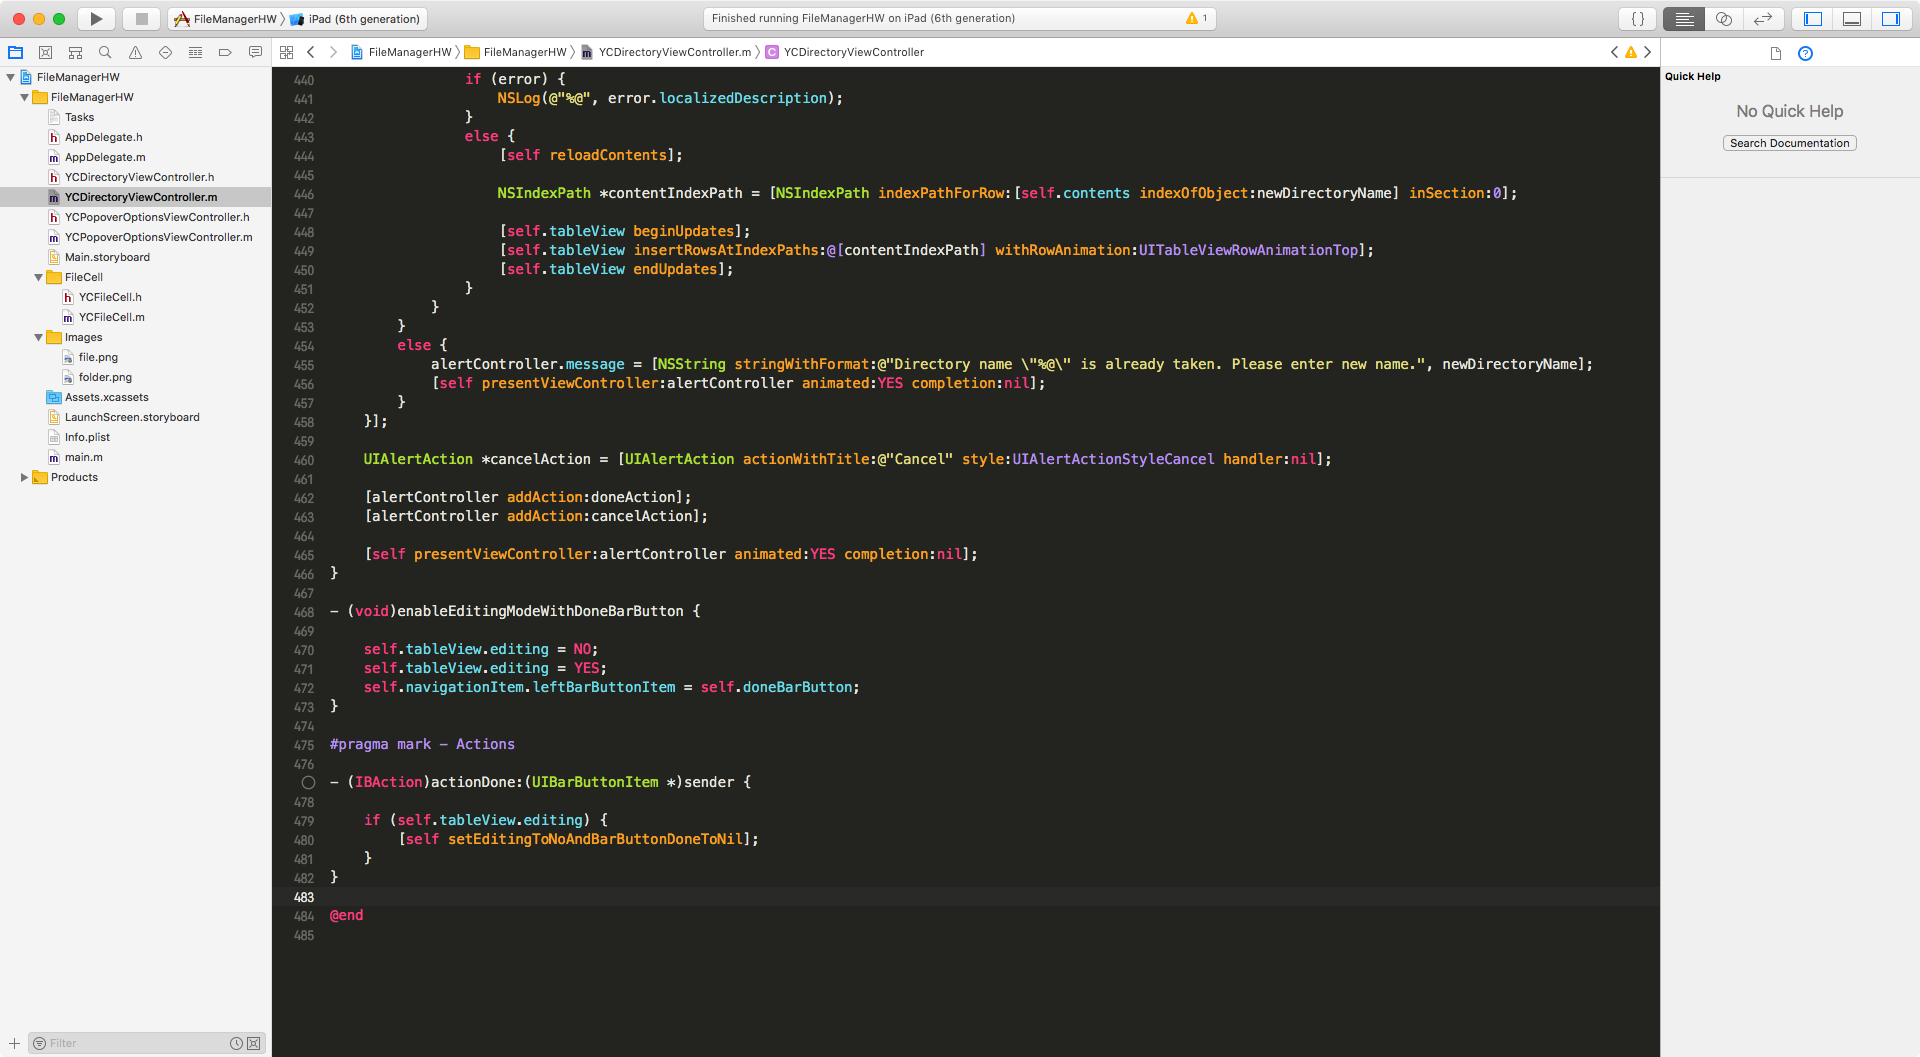 FileManagerHW iPad (6th generation)
Finished running FileManagerHW on iPad (6th generation) 1
{ }
FileManagerHW FileManagerHW YCDirectoryViewController.m C YCDirectoryViewController
Quick Help
No Quick Help
Search Documentation
FileManagerHW
FileManagerHW
Tasks
h AppDelegate.h
m AppDelegate.m
h YCDirectoryViewController.h
m YCDirectoryViewController.m
h YCPopoverOptionsViewController.h
m YCPopoverOptionsViewController.m
Main.storyboard
FileCell
h YCFileCell.h
m YCFileCell.m
Images
file.png
folder.png
Assets.xcassets
LaunchScreen.storyboard
Info.plist
m main.m
Products
Filter
440 if (error) {
441 NSLog(@"%@", error.localizedDescription);
442 }
443 else {
444 [self reloadContents];
445
446 NSIndexPath *contentIndexPath = [NSIndexPath indexPathForRow:[self.contents indexOfObject:newDirectoryName] inSection:0];
447
448 [self.tableView beginUpdates];
449 [self.tableView insertRowsAtIndexPaths:@[contentIndexPath] withRowAnimation:UITableViewRowAnimationTop];
450 [self.tableView endUpdates];
451 }
452 }
453 }
454 else {
455 alertController.message = [NSString stringWithFormat:@"Directory name \"%@\" is already taken. Please enter new name.", newDirectoryName];
456 [self presentViewController:alertController animated:YES completion:nil];
457 }
458 }];
459
460 UIAlertAction *cancelAction = [UIAlertAction actionWithTitle:@"Cancel" style:UIAlertActionStyleCancel handler:nil];
461
462 [alertController addAction:doneAction];
463 [alertController addAction:cancelAction];
464
465 [self presentViewController:alertController animated:YES completion:nil];
466 }
467
468 - (void)enableEditingModeWithDoneBarButton {
469
470 self.tableView.editing = NO;
471 self.tableView.editing = YES;
472 self.navigationItem.leftBarButtonItem = self.doneBarButton;
473 }
474
475 #pragma mark - Actions
476
- (IBAction)actionDone:(UIBarButtonItem *)sender {
478
479 if (self.tableView.editing) {
480 [self setEditingToNoAndBarButtonDoneToNil];
481 }
482 }
483
484 @end
485